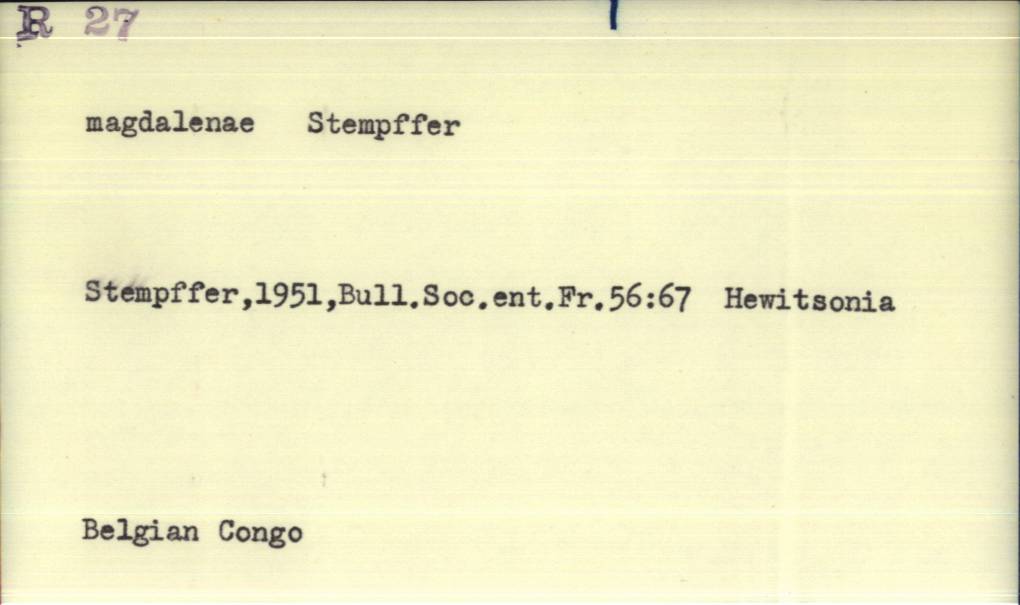 R 27
magdalenae Stempffer
Stempffer,1951,Bull.Soc.ent.Fr.56:67 Hewitsonia
Belgian Congo